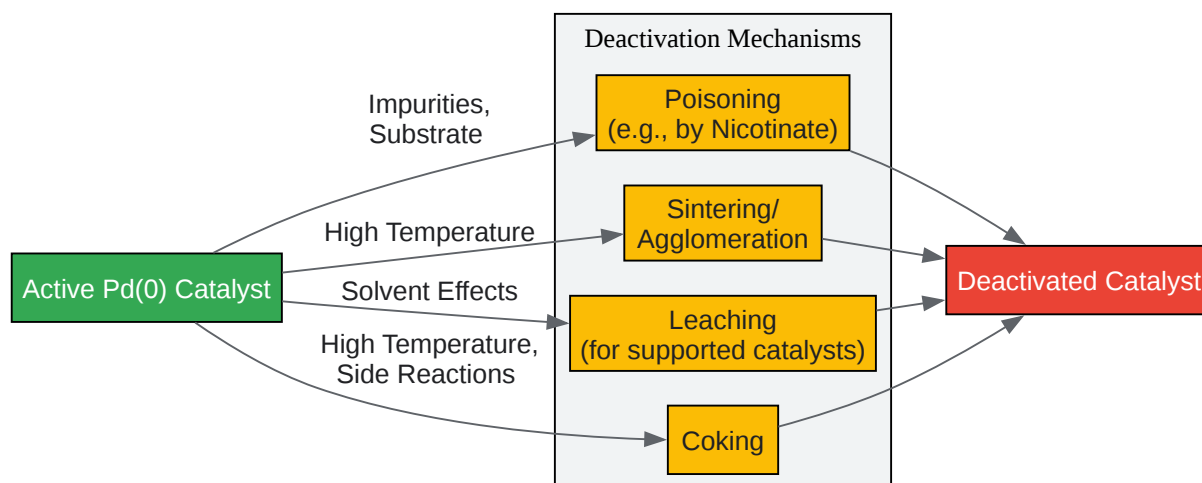 Deactivation Mechanisms
Impurities,
Substrate
Poisoning
(e.g., by Nicotinate)
High Temperature
Sintering/
Agglomeration
Active Pd(0) Catalyst
Solvent Effects
Leaching
(for supported catalysts)
Deactivated Catalyst
High Temperature,
Side Reactions
Coking